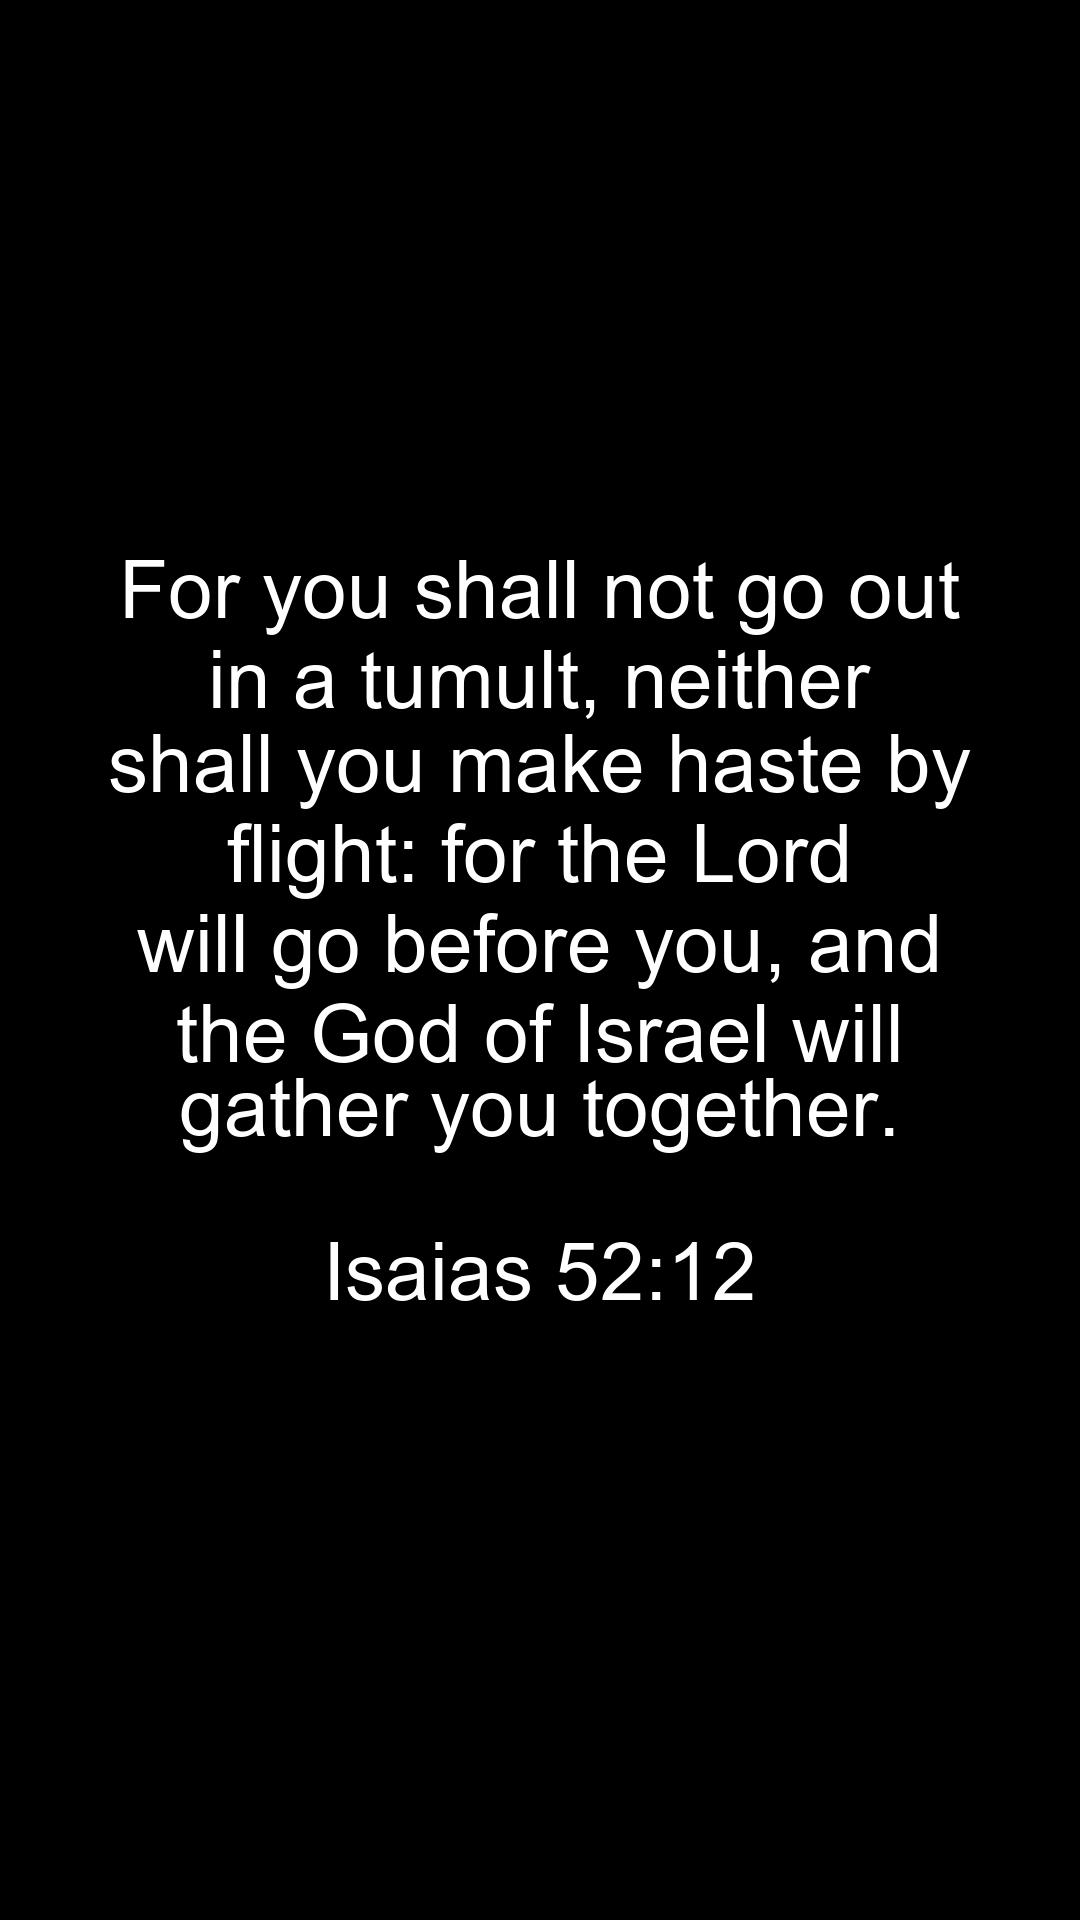 For you shall not go out
in a tumult, neither
shall you make haste by
flight: for the Lord
will go before you, and
the God of Israel will
gather you together.
Isaias 52:12